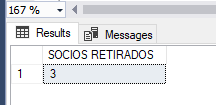 167 %
Results Messages
SOCIOS RETIRADOS
1 3